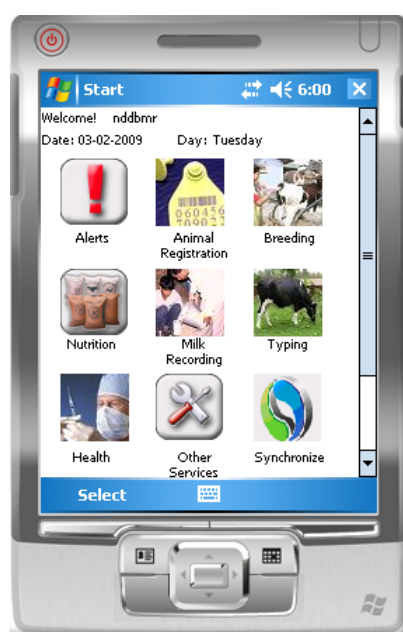 Start 6:00
Welcome! nddbmr
Date: 03-02-2009 Day: Tuesday
Alerts
Animal
Registration
Breeding
Nutrition
Milk
Recording
Typing
Health
Other
Services
Synchronize
Select